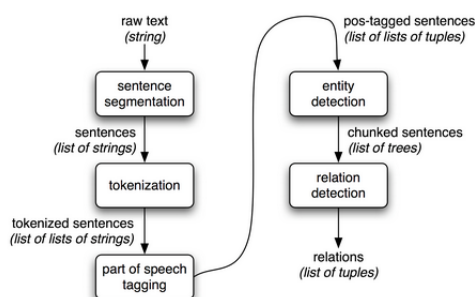 raw text
(string)
sentence
segmentation
sentences
(list of strings)
tokenization
tokenized sentences
(list of lists of strings)
part of speech
tagging
pos-tagged sentences
(list of lists of tuples)
entity
detection
chunked sentences
(list of trees)
relation
detection
relations
(list of tuples)